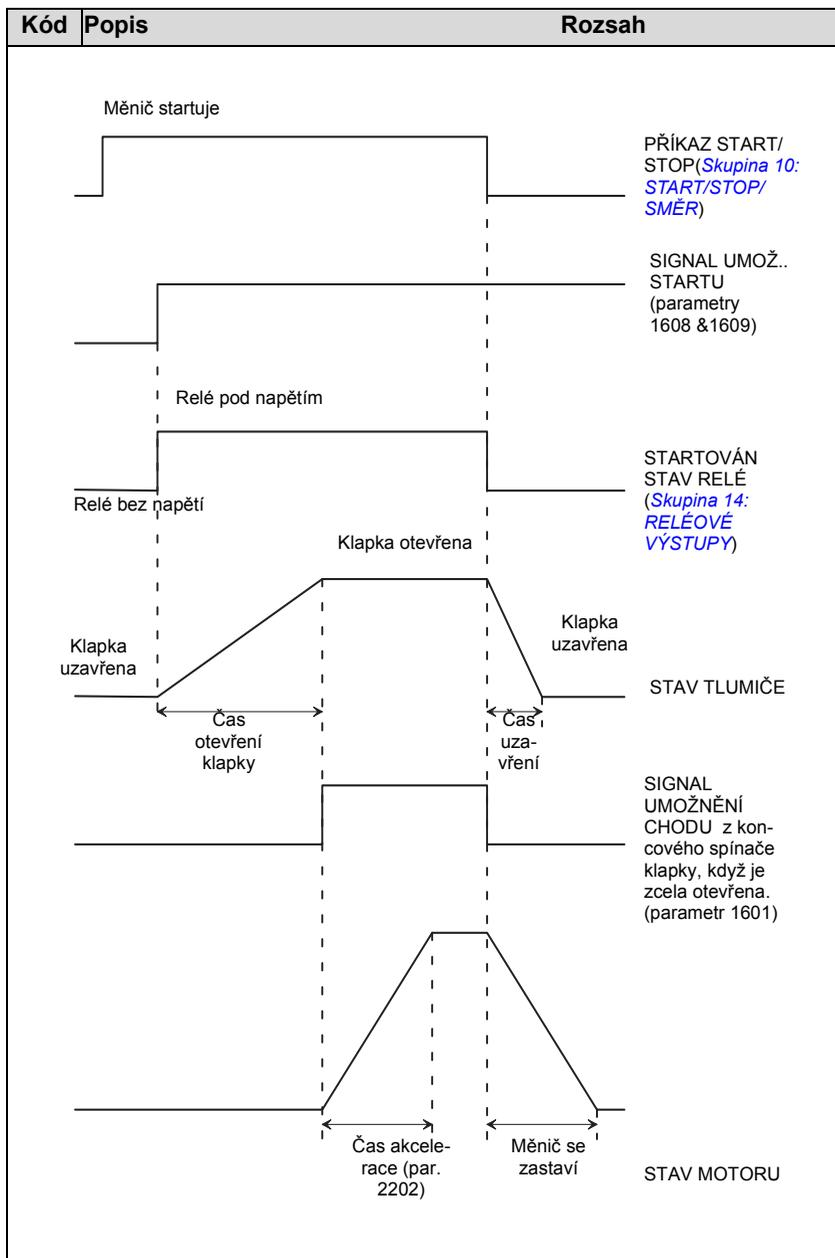 Kód Popis Rozsah
Měnič startuje
PŘÍKAZ START/
STOP(Skupina 10:
START/STOP/
SMĚR)
SIGNAL UMOŽ..
STARTU
(parametry
1608 &1609)
Relé pod napětím
STARTOVÁN
STAV RELÉ
(Skupina 14:
RELÉOVÉ
VÝSTUPY)
Relé bez napětí
Klapka otevřena
Klapka
uzavřena
Klapka
uzavřena
STAV TLUMIČE
Čas
otevření
klapky
Čas
uza-
vření
SIGNAL
UMOŽNĚNÍ
CHODU z kon-
cového spínače
klapky, když je
zcela otevřena.
(parametr 1601)
Čas akcele-
race (par.
2202)
Měnič se
zastaví
STAV MOTORU